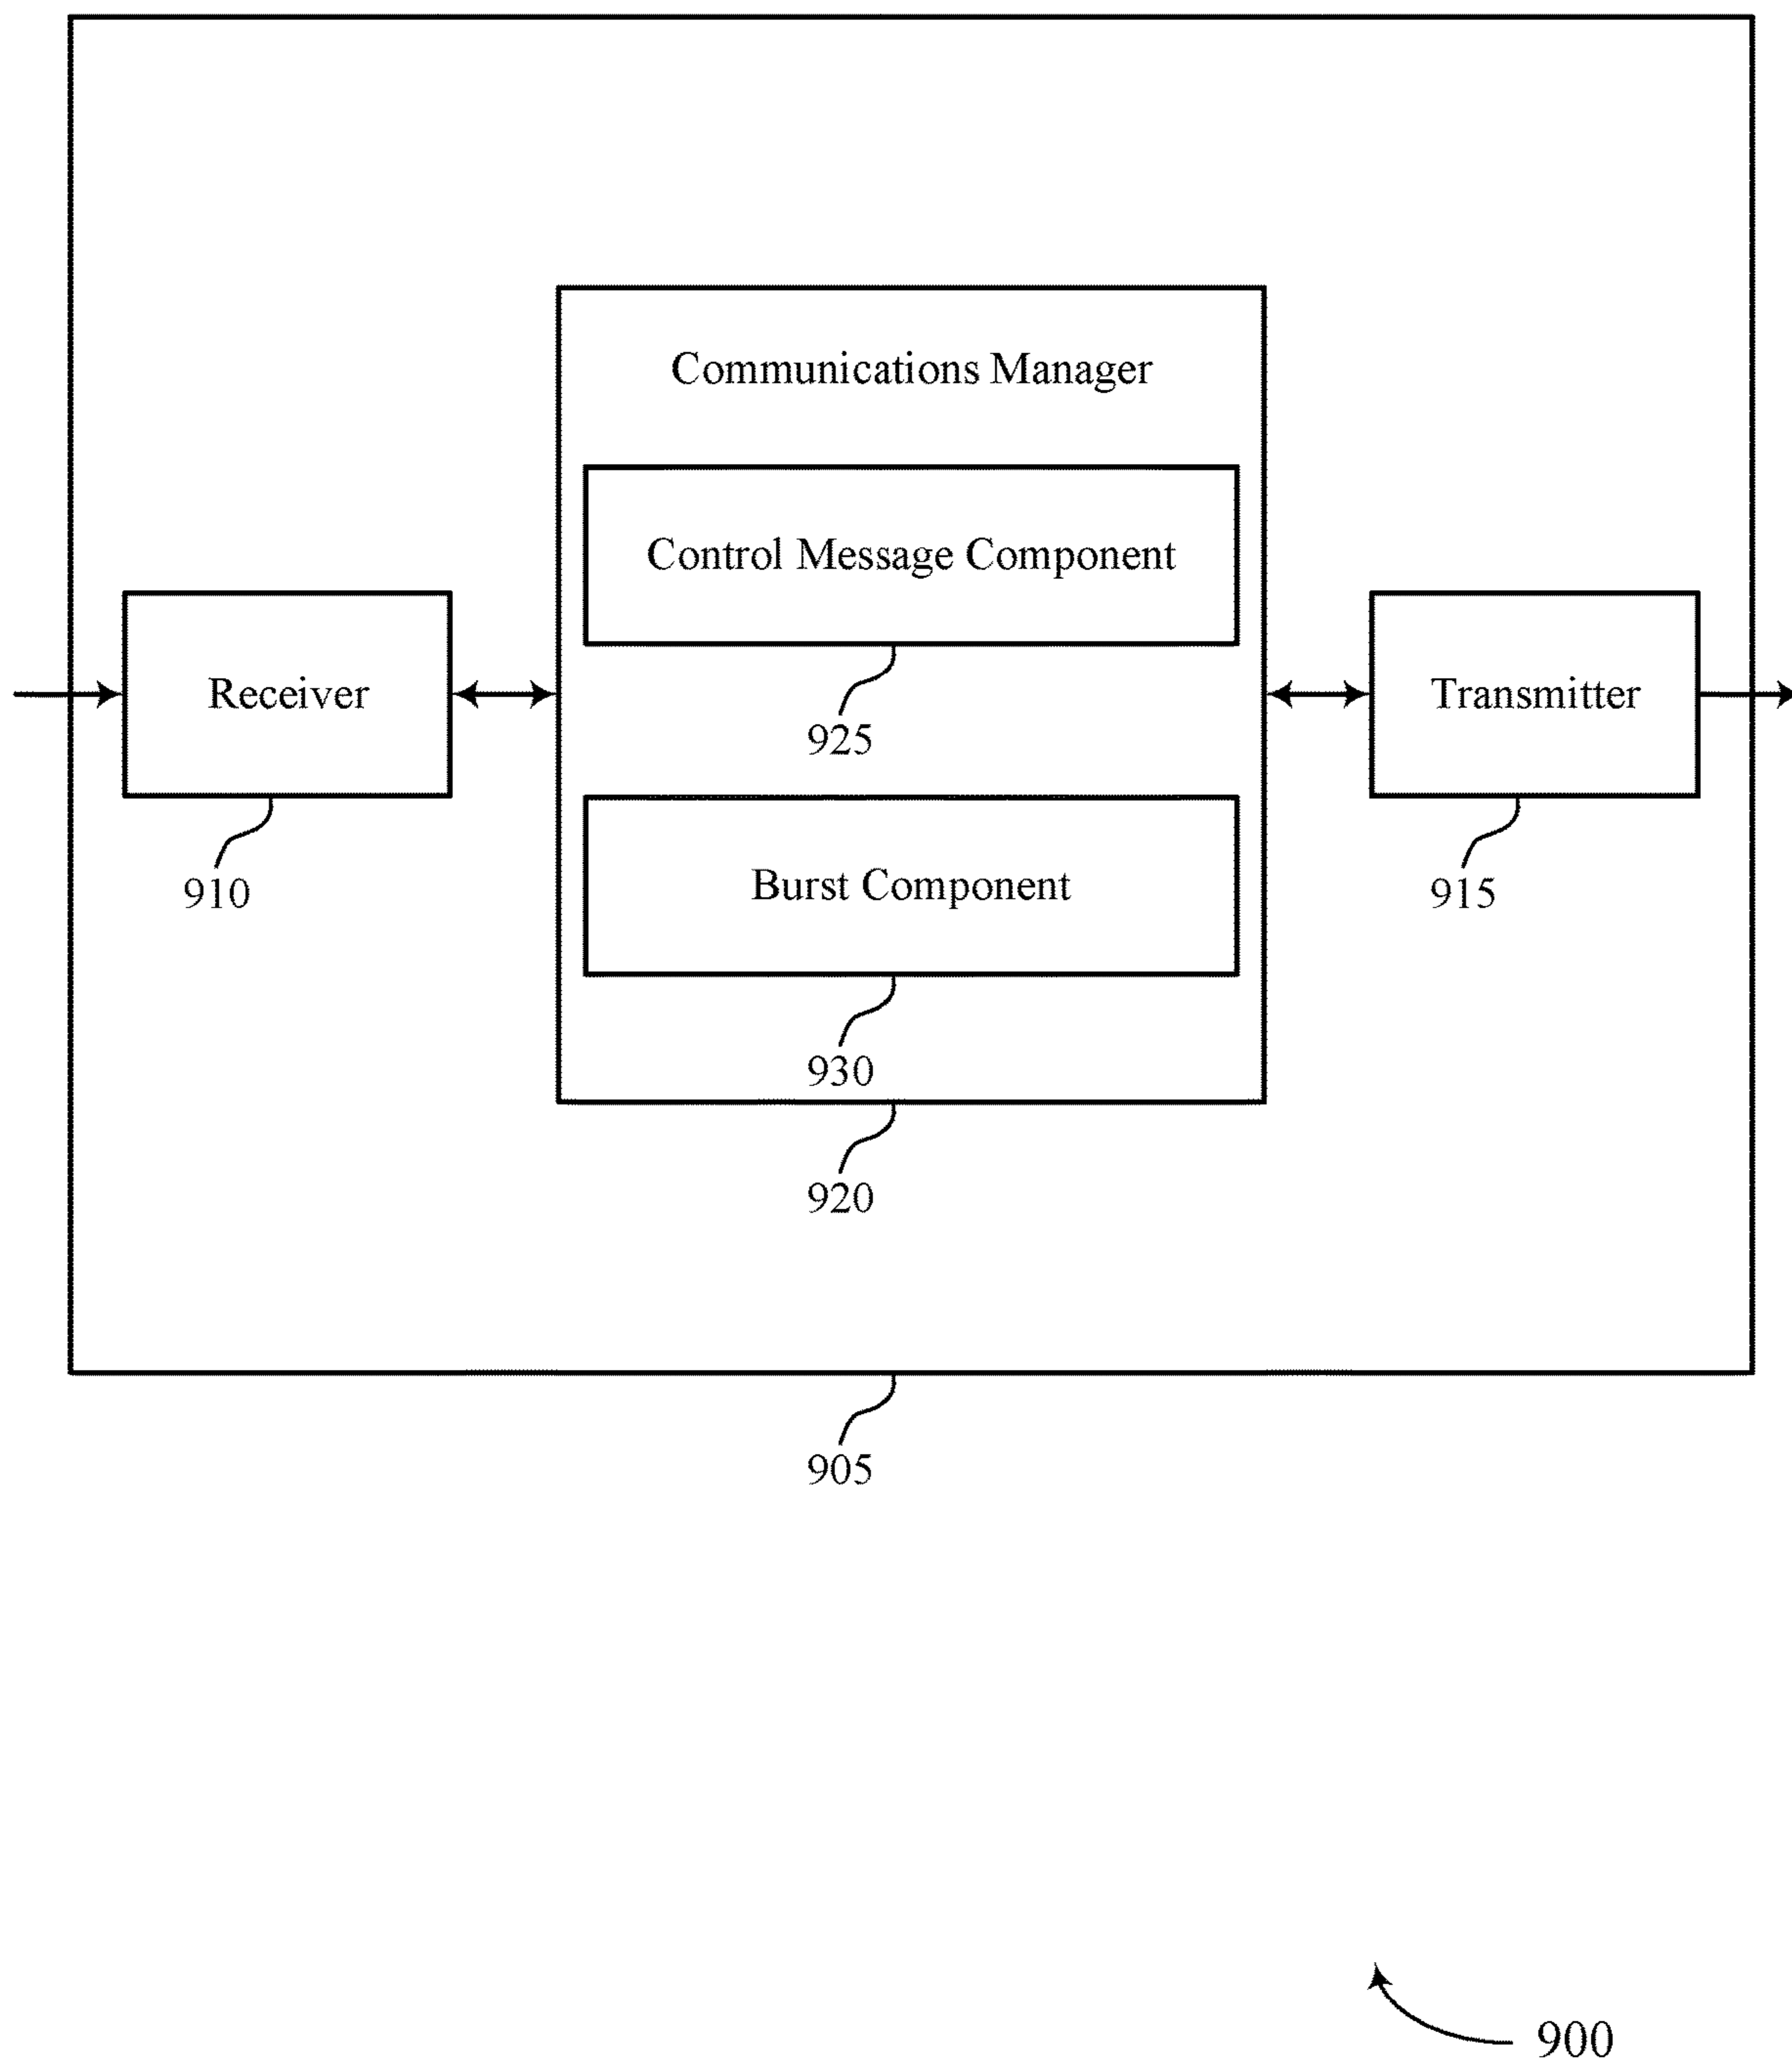 Communications Manager
Control Message Component
Receiver
Transmitter
925
Burst Component
910
915
930
920
905
900